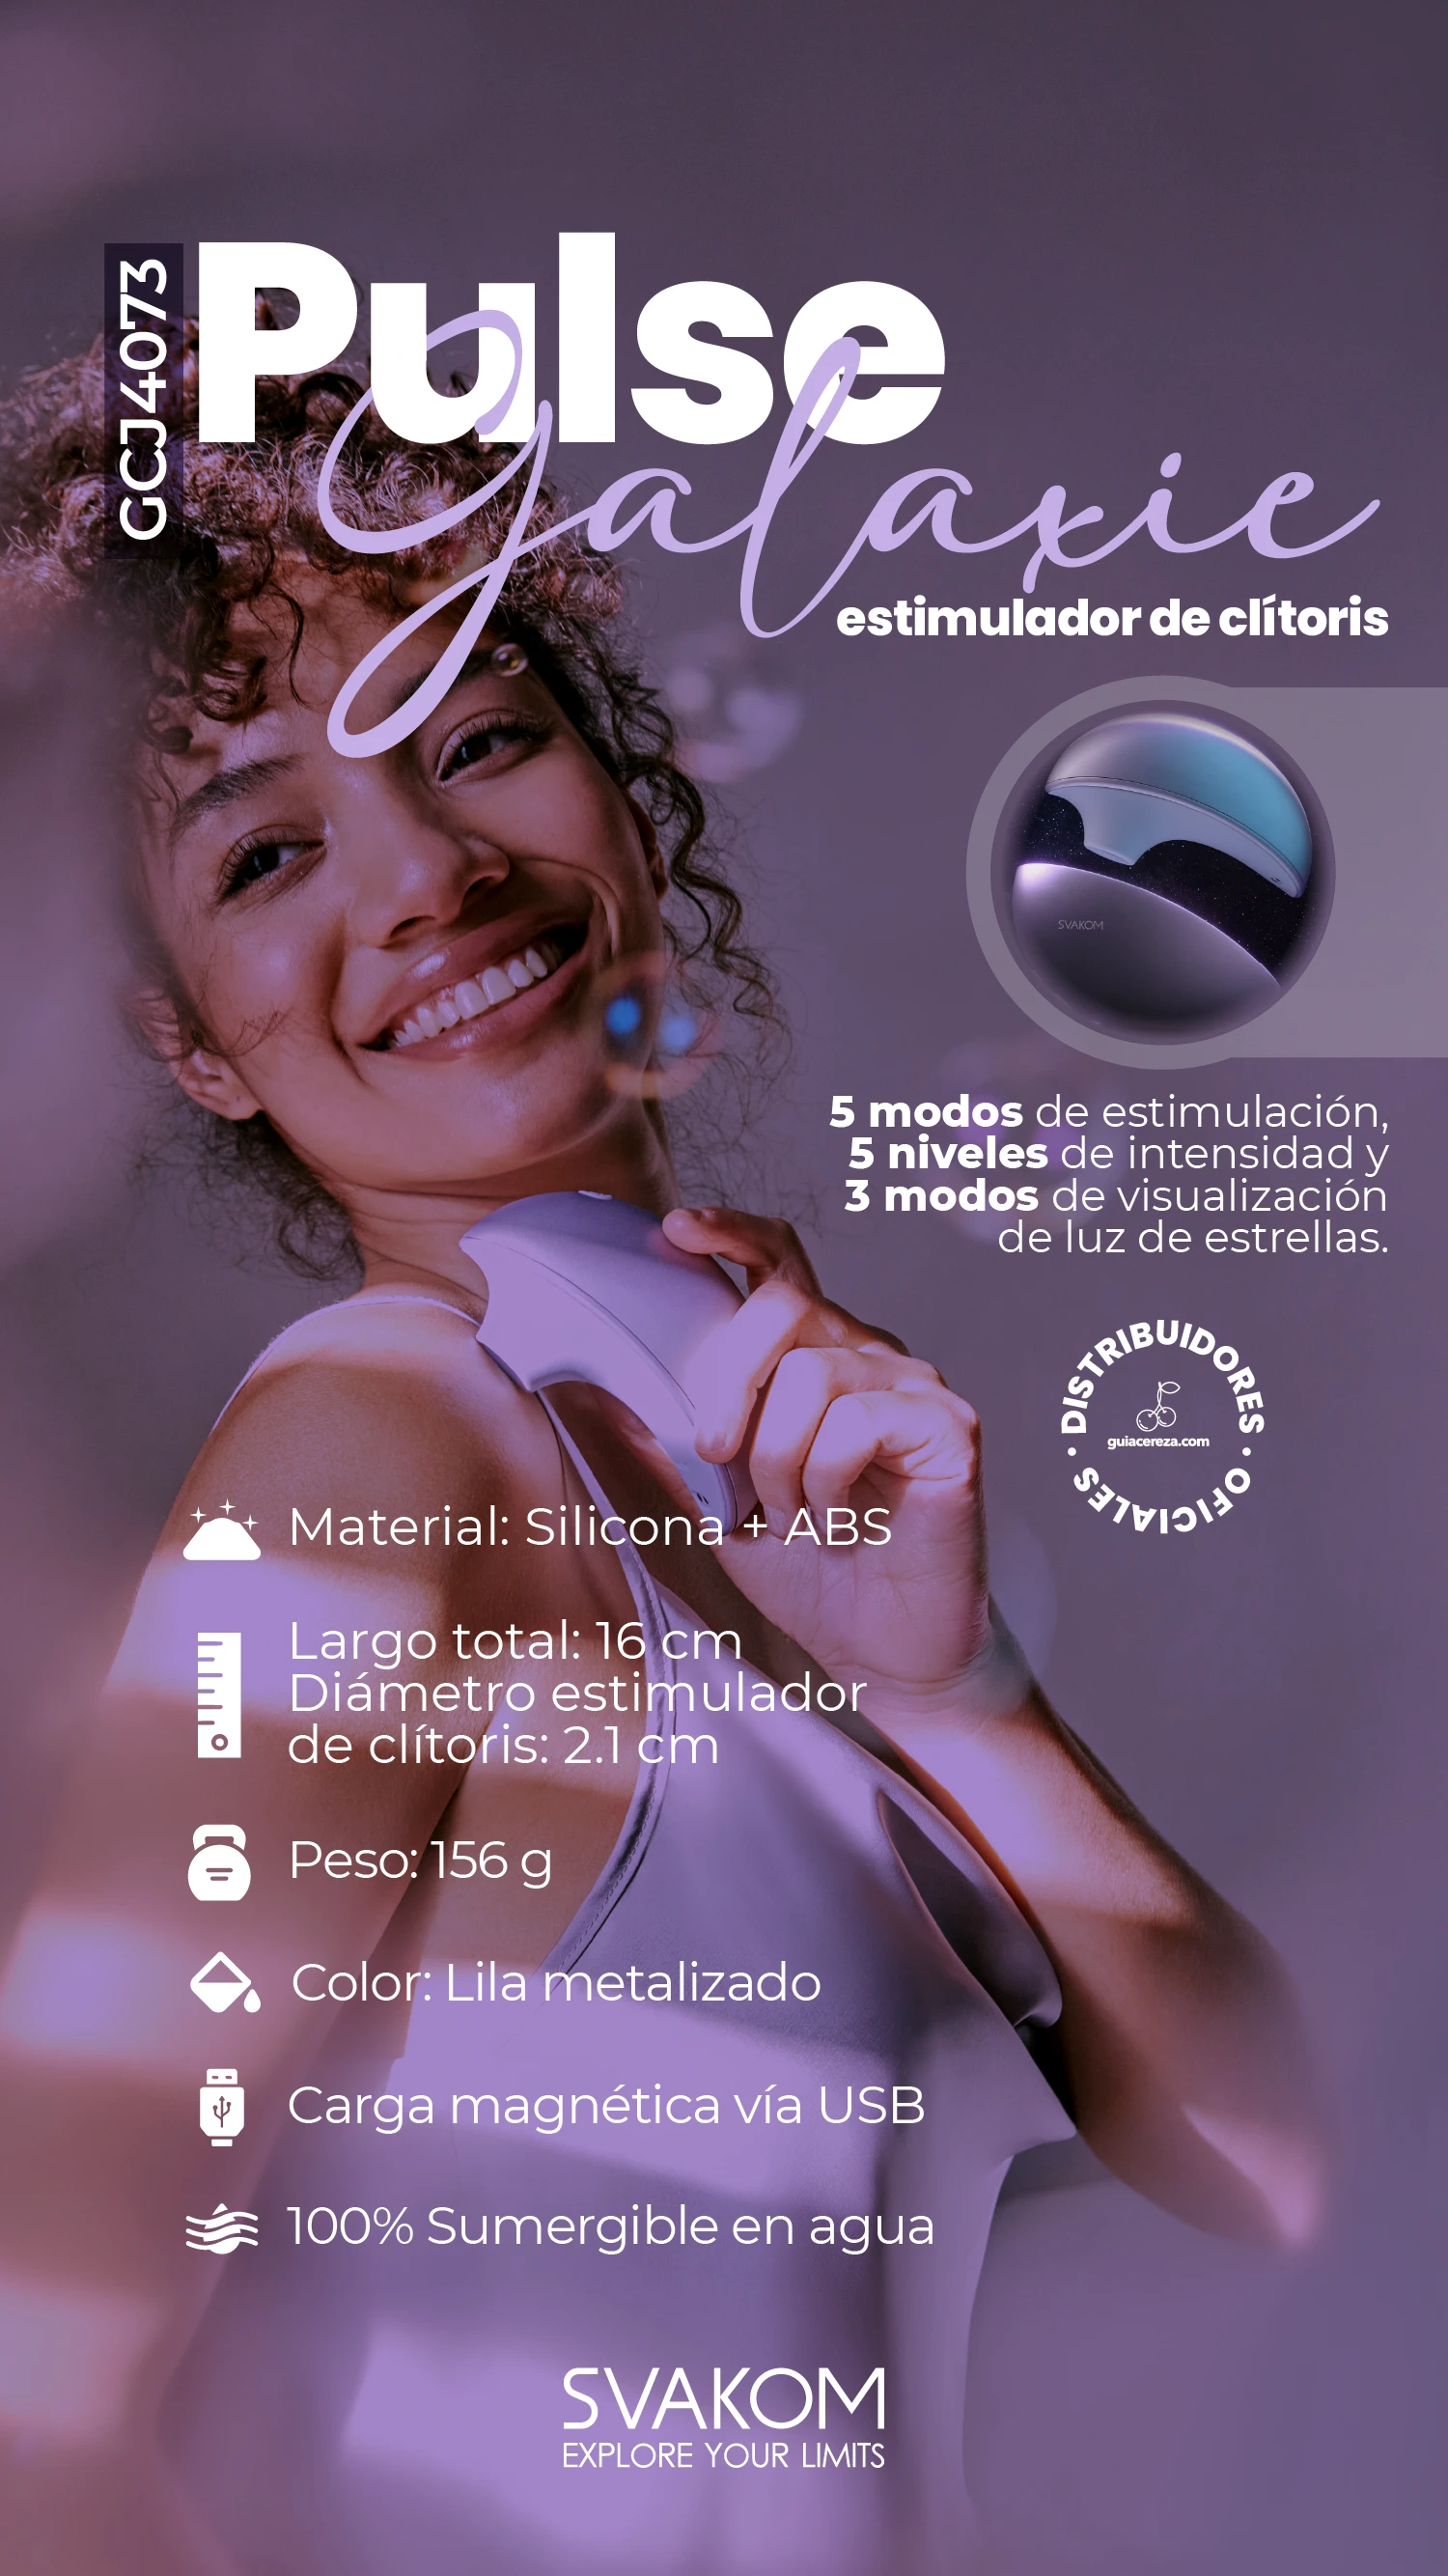 GCJ4073
Pulse
Galaxie
estimulador de clítoris
SVAKOM
5 modos de estimulación,
5 niveles de intensidad y
3 modos de visualización
de luz de estrellas.
DISTRIBUIDORES
guiacereza.com
OFICIALES
Material: Silicona + ABS
Largo total: 16 cm
Diámetro estimulador
de clítoris: 2.1 cm
Peso: 156 g
Color: Lila metalizado
Carga magnética vía USB
100% Sumergible en agua
SVAKOM
EXPLORE YOUR LIMITS